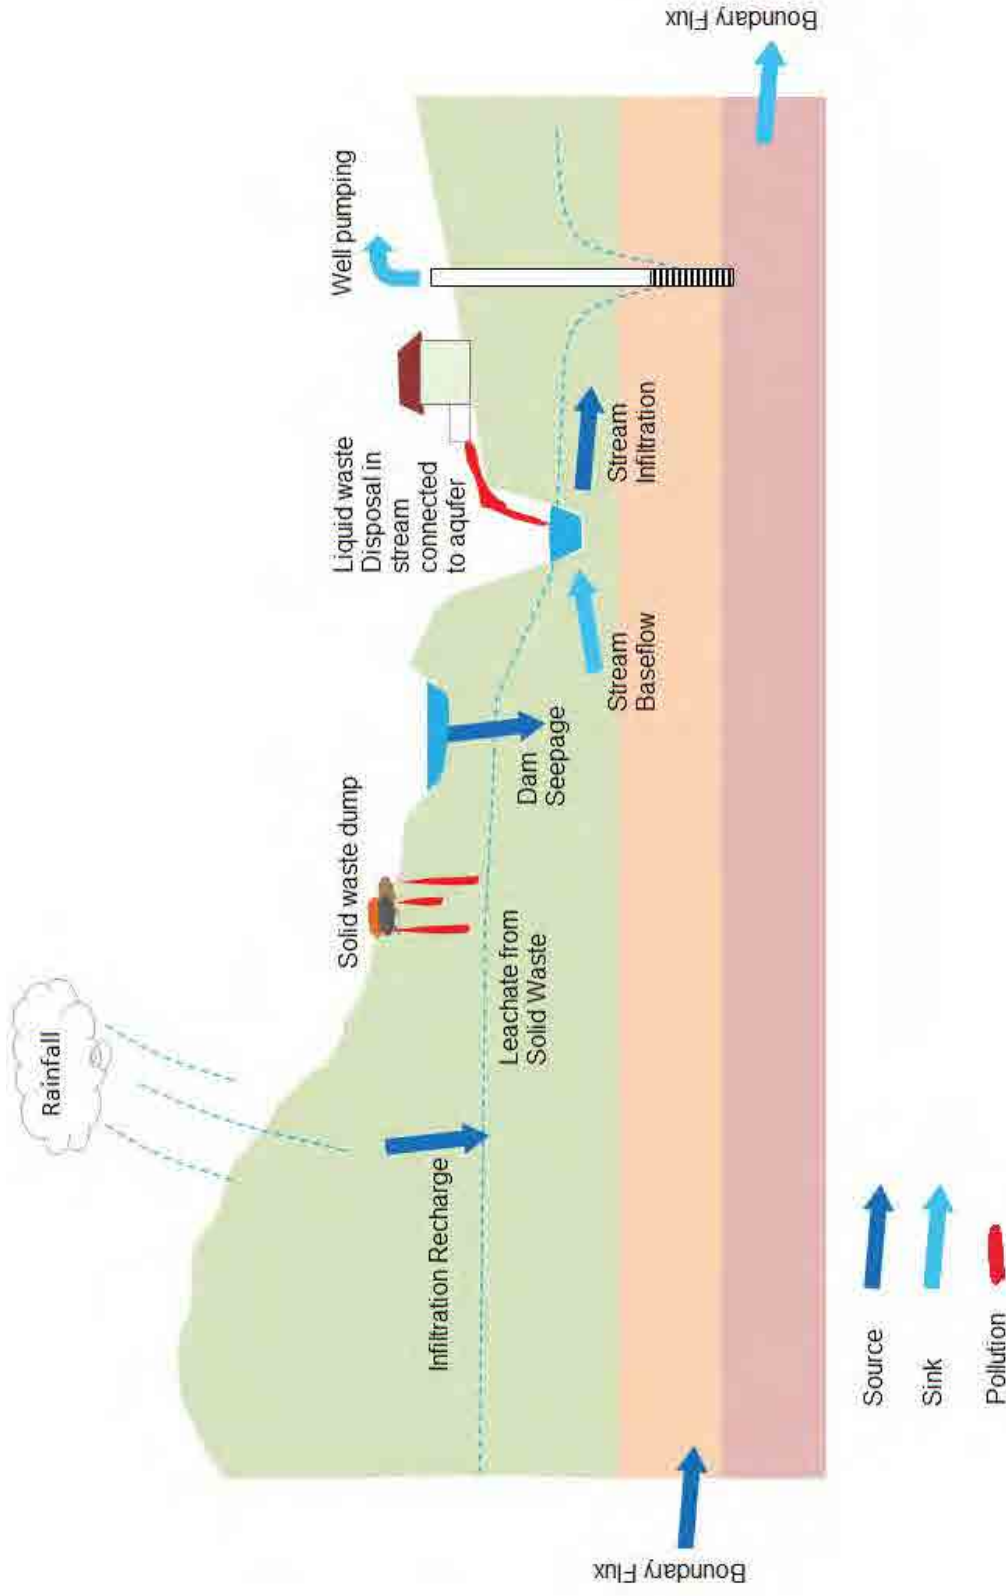 Rainfall
Well pumping
Liquid waste
Disposal in
stream
connected
to aqufer
Solid waste dump
Infiltration Recharge
Leachate from
Solid Waste
Dam
Seepage
Stream
Baseflow
Stream
Infiltration
Boundary Flux
Boundary Flux
Source
Sink
Pollution